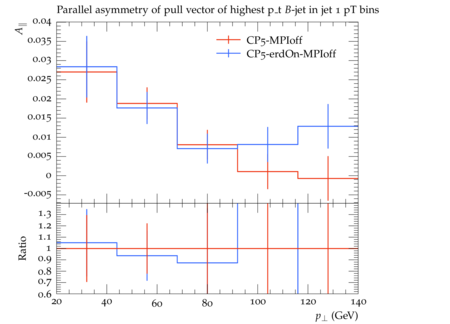 Parallel asymmetry of pull vector of highest p_t B-jet in jet 1 pT bins
A∥
0.04
0.035
0.03
0.025
0.02
0.015
0.01
0.005
0
-0.005
CP5-MPIoff
CP5-erdOn-MPIoff
Ratio
1.3
1.2
1.1
1
0.9
0.8
0.7
0.6
20 40 60 80 100 120 140
p⊥ (GeV)